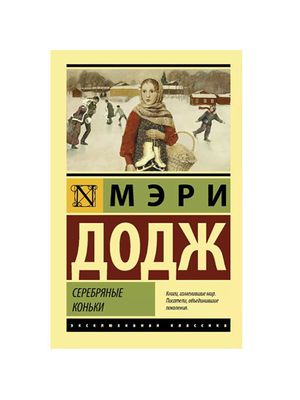 N
МЭРИ
ДОДЖ
СЕРЕБРЯНЫЕ
КОНЬКИ
Книги, изменившие мир.
Писатели, объединившие
поколения.
ЭКСКЛЮЗИВНАЯ КЛАССИКА